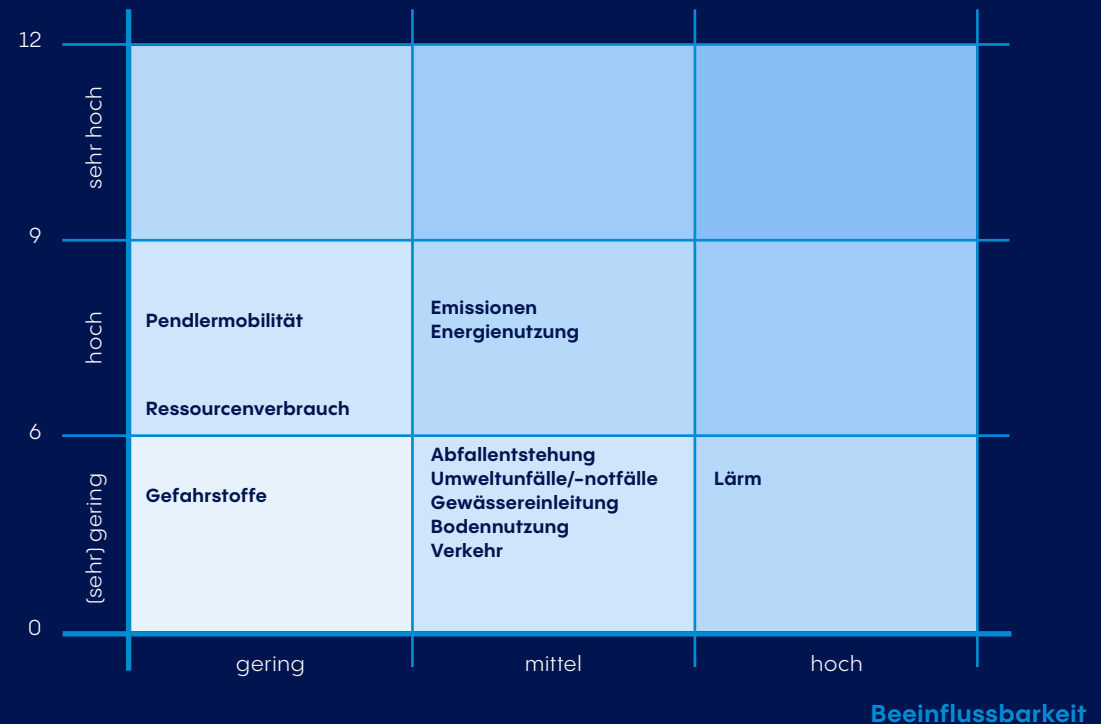 12
sehr hoch
9
hoch
Pendlermobilität
Emissionen
Energienutzung
Ressourcenverbrauch
6
(sehr) gering
Gefahrstoffe
Abfallentstehung
Umweltunfälle/-notfälle
Gewässereinleitung
Bodennutzung
Verkehr
Lärm
0
gering
mittel
hoch
Beeinflussbarkeit